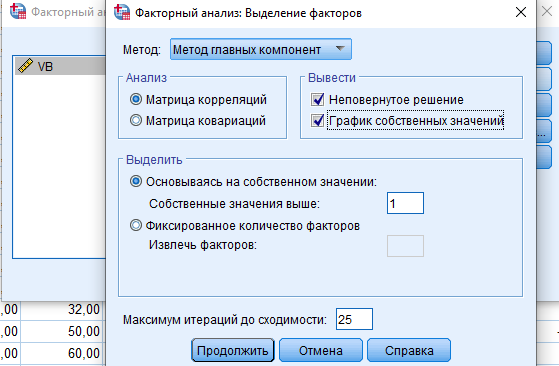 Факторный ан
Факторный анализ: Выделение факторов
VB
Метод: Метод главных компонент
Анализ
Матрица корреляций
Матрица ковариаций
Вывести
Неповернутое решение
График собственных значений
Выделить
Основываясь на собственном значении:
Собственные значения выше: 1
Фиксированное количество факторов
Извлечь факторов:
Максимум итераций до сходимости: 25
Продолжить Отмена Справка
...
,00 32,00
,00 50,00
,00 60,00